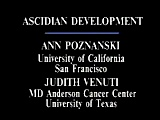 ASCIDIAN DEVELOPMENT
ANN POZNANSKI
University of California
San Francisco
JUDITH VENUTI
MD Anderson Cancer Center
University of Texas